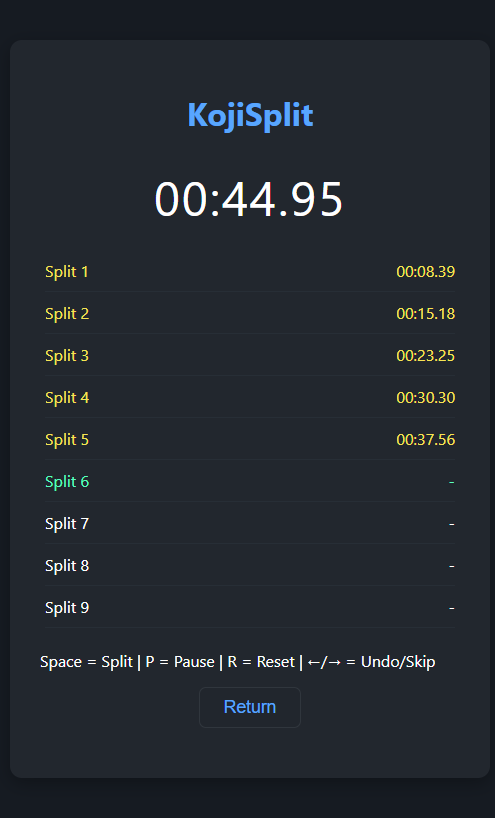 KojiSplit
00:44.95
Split 1 00:08.39
Split 2 00:15.18
Split 3 00:23.25
Split 4 00:30.30
Split 5 00:37.56
Split 6 -
Split 7 -
Split 8 -
Split 9 -
Space = Split | P = Pause | R = Reset | ←/→ = Undo/Skip
Return